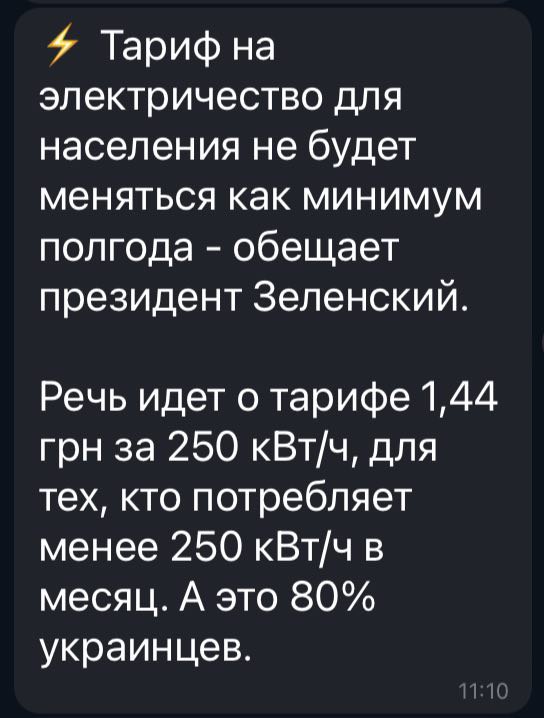 ⚡ Тариф на
электричество для
населения не будет
меняться как минимум
полгода - обещает
президент Зеленский.
Речь идет о тарифе 1,44
грн за 250 кВт/ч, для
тех, кто потребляет
менее 250 кВт/ч в
месяц. А это 80%
украинцев.
11:10